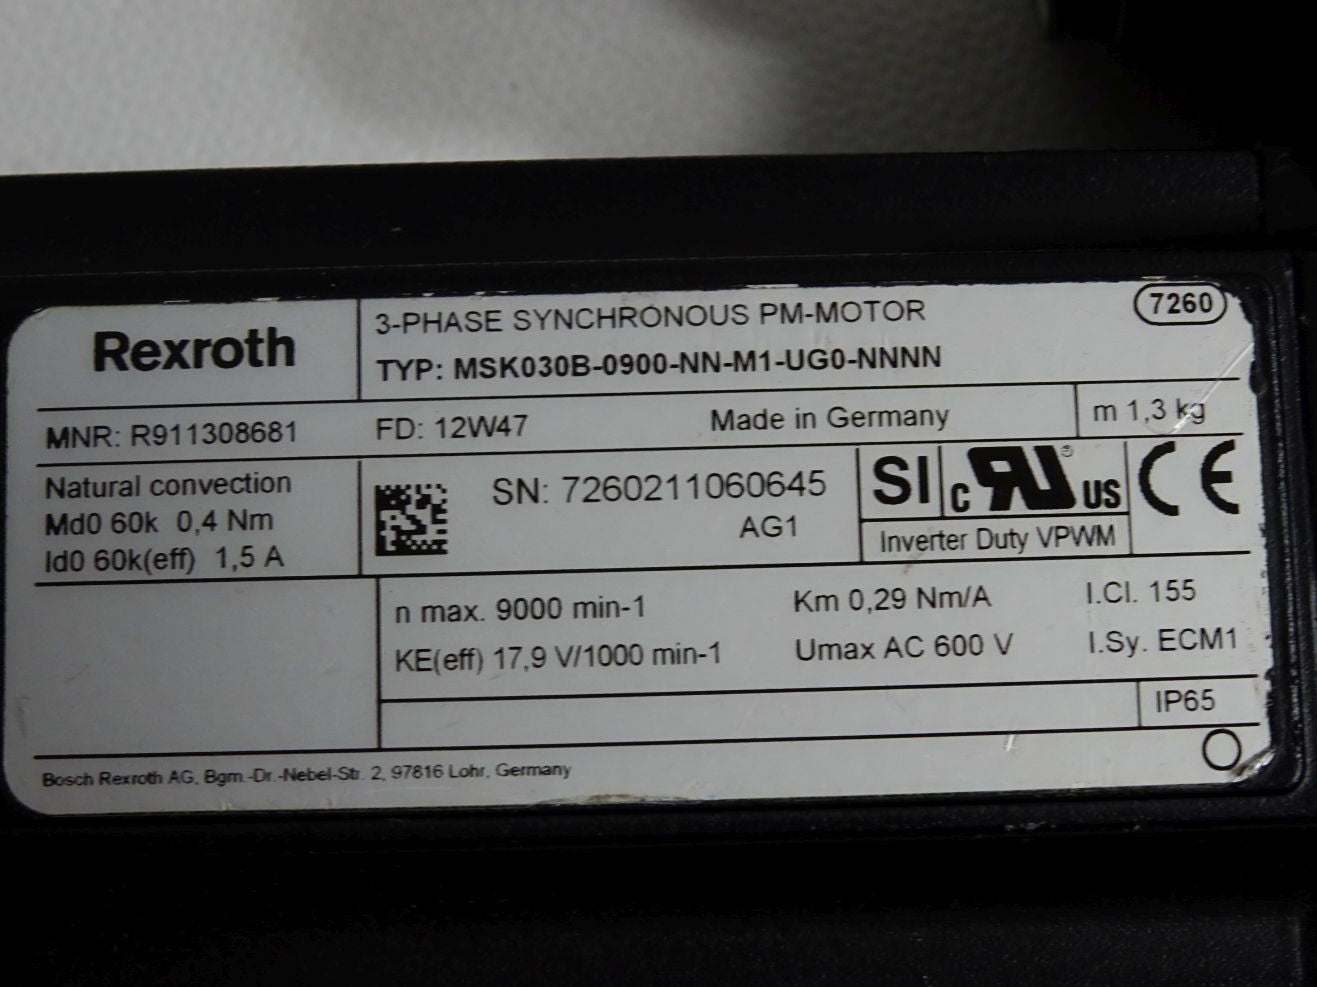 Rexroth
3-PHASE SYNCHRONOUS PM-MOTOR
7260
TYP: MSK030B-0900-NN-M1-UG0-NNNN
MNR: R911308681
FD: 12W47
Made in Germany
m 1,3 kg
Natural convection
Md0 60k 0,4 Nm
Id0 60k(eff) 1,5 A
SN: 7260211060645
AG1
SI
c RU® US
CE
Inverter Duty VPWM
n max. 9000 min-1
Km 0,29 Nm/A
I.Cl. 155
KE(eff) 17,9 V/1000 min-1
Umax AC 600 V
I.Sy. ECM1
IP65
Bosch Rexroth AG, Bgm.-Dr.-Nebel-Str. 2, 97816 Lohr, Germany